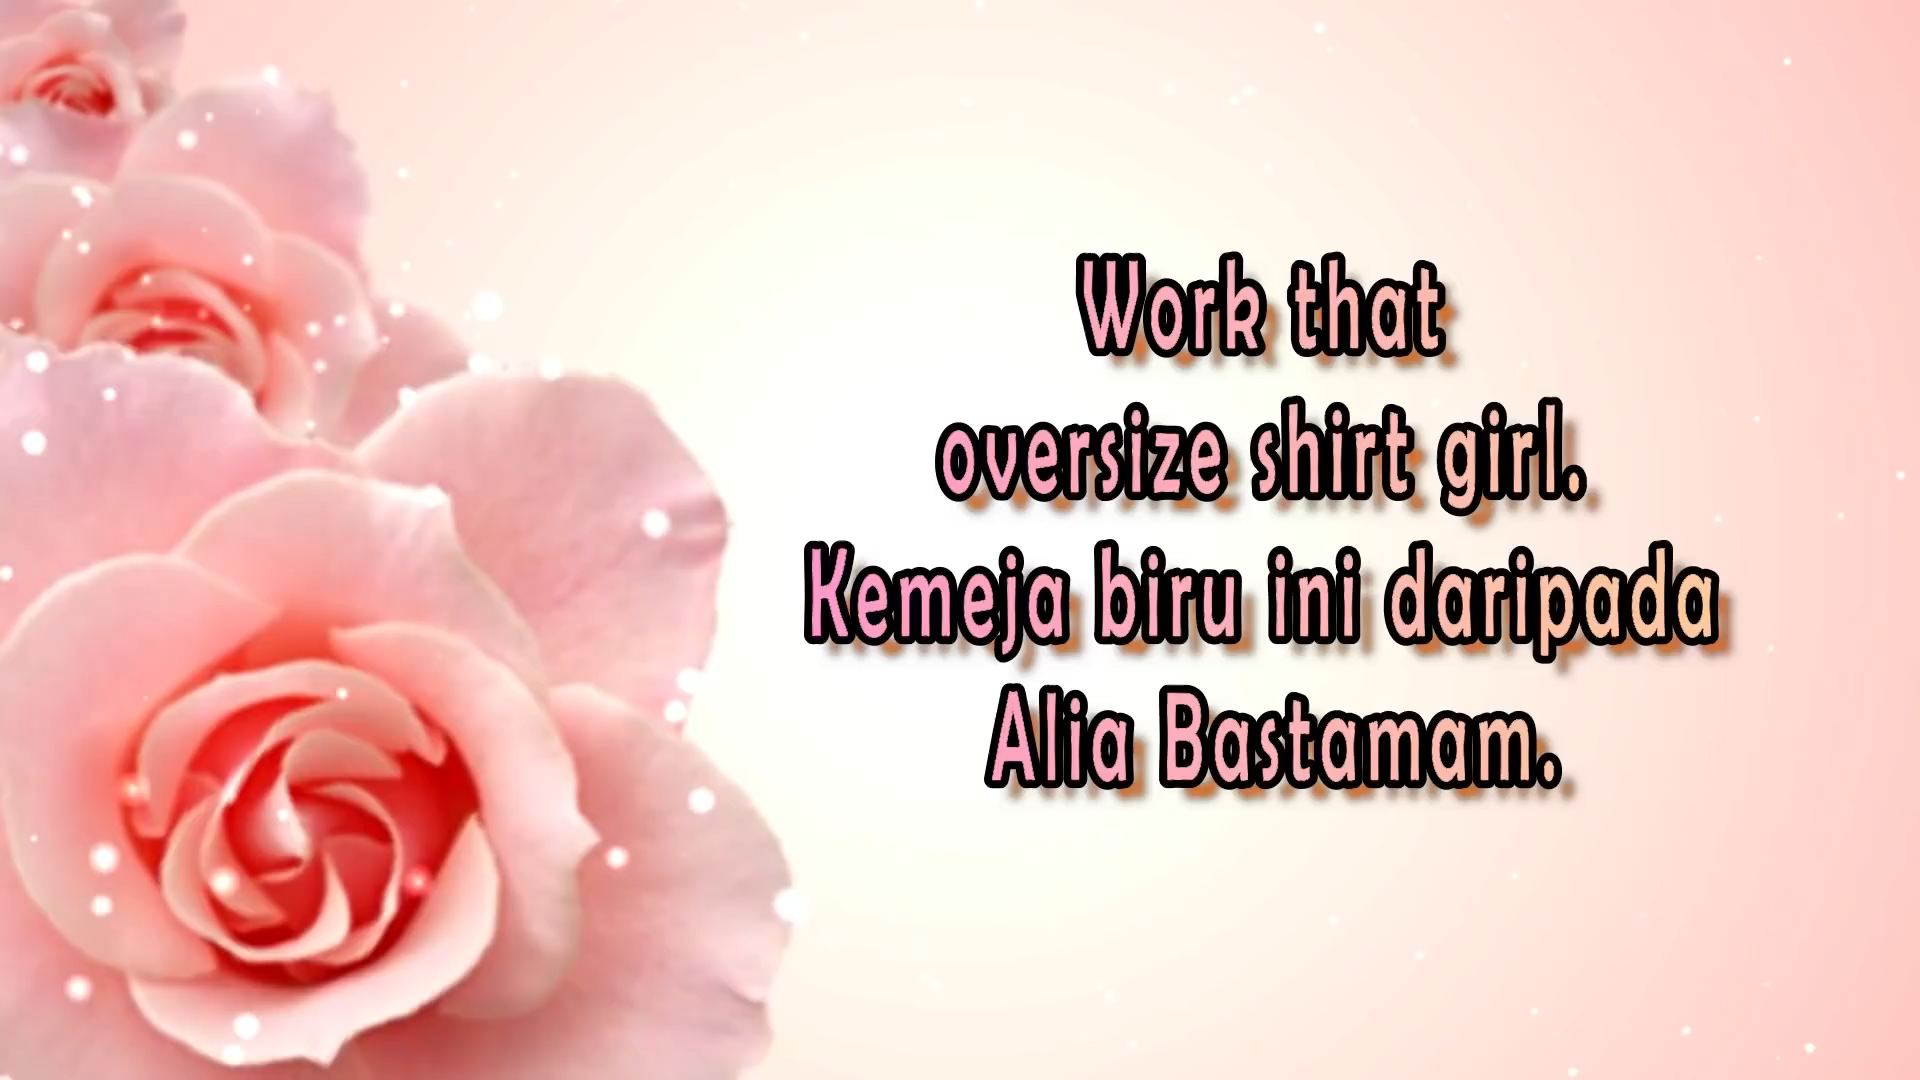 Work that
oversize shirt girl.
Kemeja biru ini daripada
Alia Bastamam.